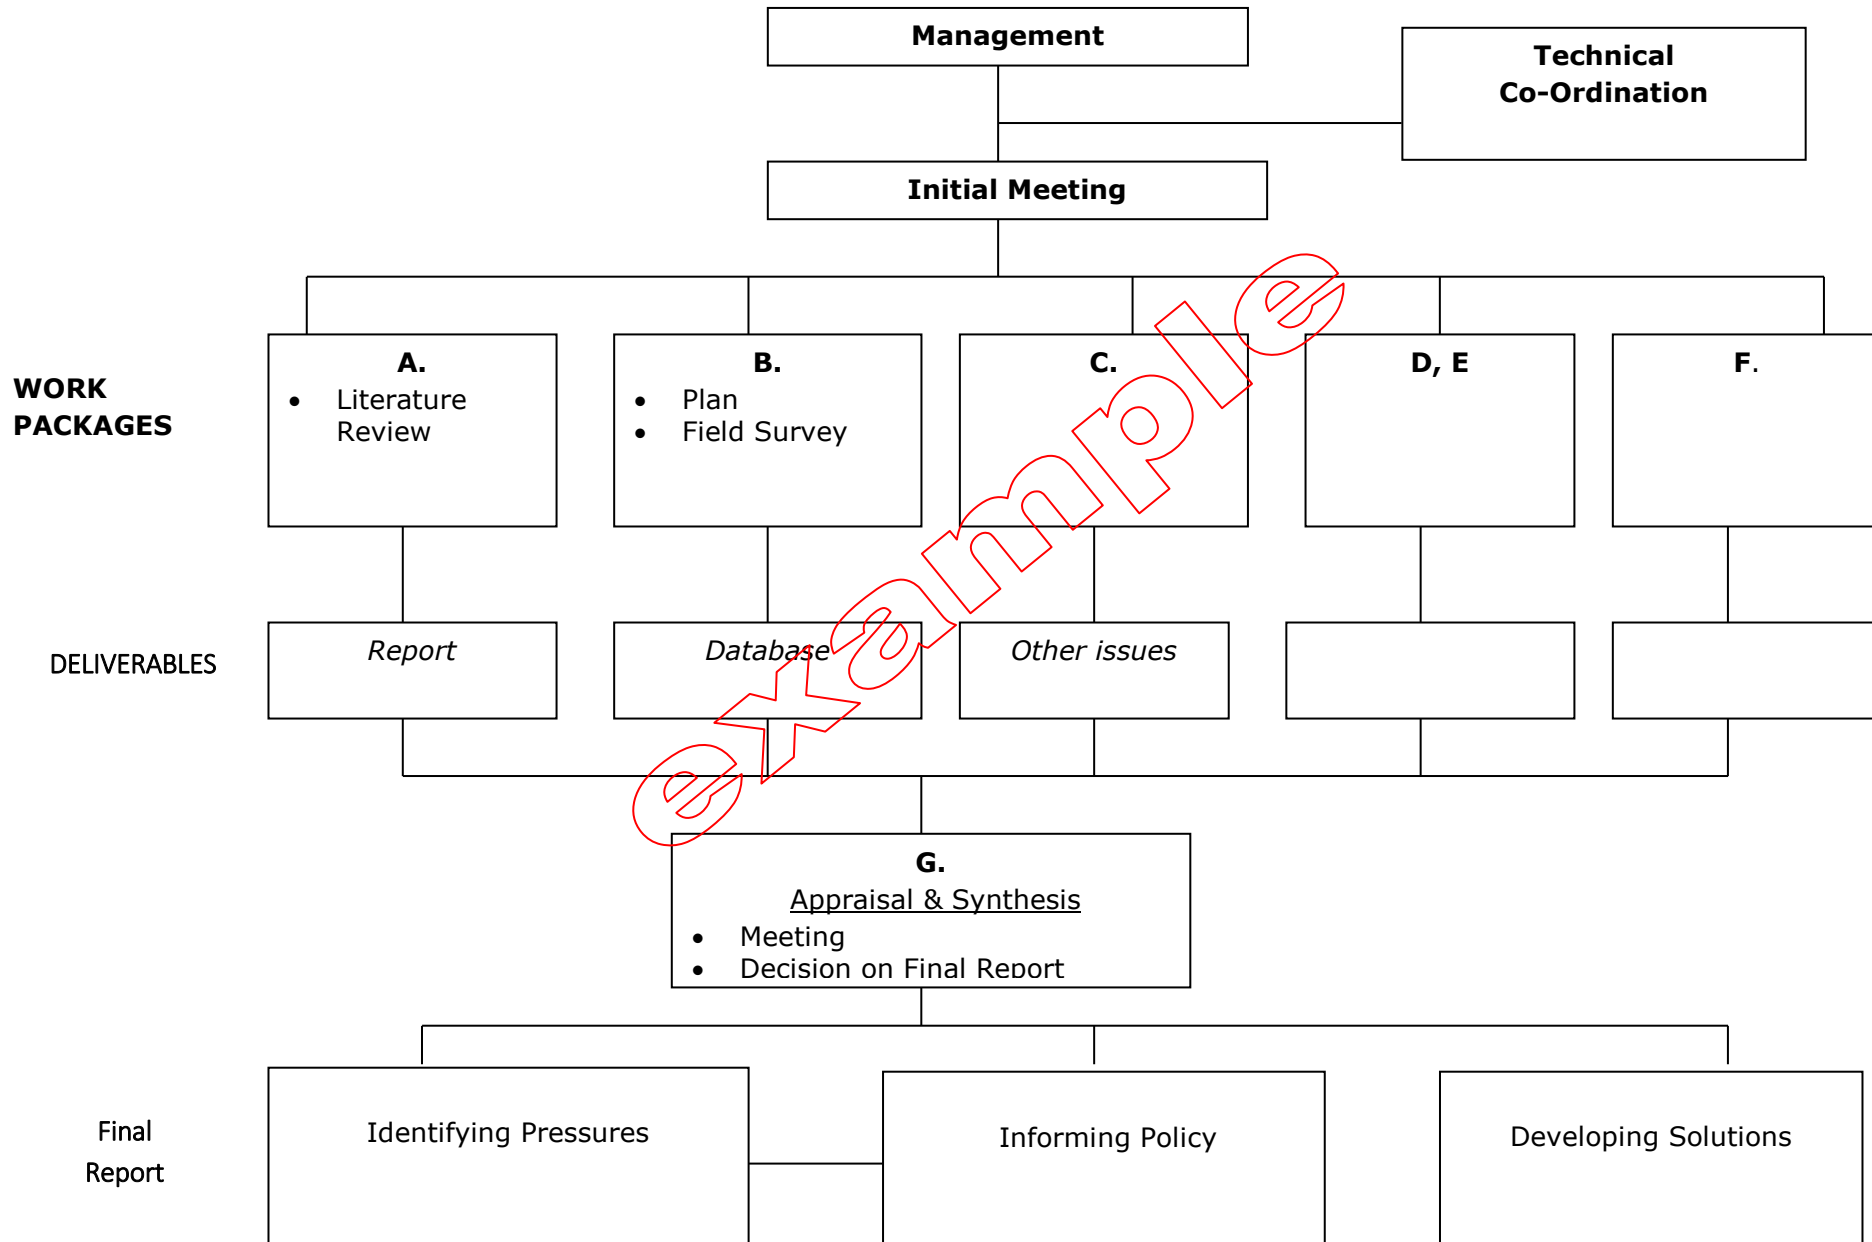 Management
Technical
Co-Ordination
Initial Meeting
WORK
PACKAGES
A.
• Literature
Review
B.
• Plan
• Field Survey
C.
D, E
F.
DELIVERABLES
Report
Database
Other issues
example
G.
Appraisal & Synthesis
• Meeting
• Decision on Final Report
Final
Report
Identifying Pressures
Informing Policy
Developing Solutions